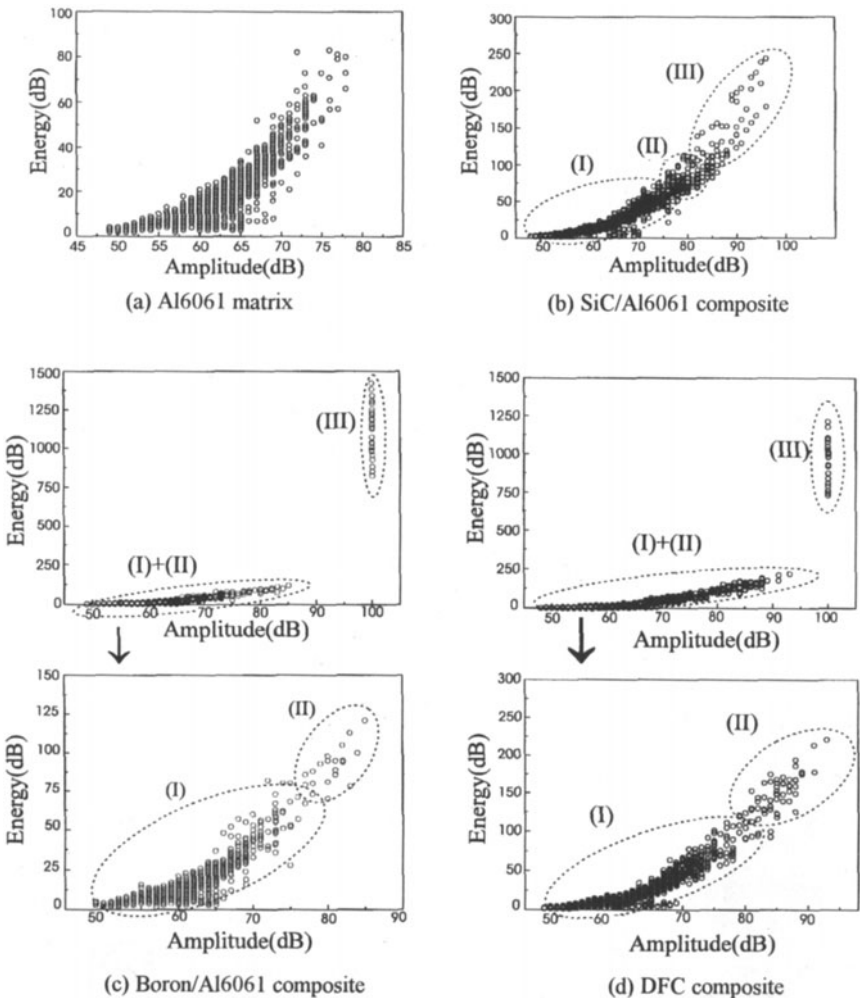 100
80
60
40
20
0
Energy(dB)
45 50 55 60 65 70 75 80 85
Amplitude(dB)
(a) Al6061 matrix
300
250
200
150
100
50
0
Energy(dB)
(I)
(II)
(III)
50 60 70 80 90 100
Amplitude(dB)
(b) SiC/Al6061 composite
1500
1250
1000
750
500
250
0
Energy(dB)
(III)
(I)+(II)
50 60 70 80 90 100
Amplitude(dB)
1500
1250
1000
750
500
250
0
Energy(dB)
(III)
(I)+(II)
50 60 70 80 90 100
Amplitude(dB)
150
125
100
75
50
25
0
Energy(dB)
(I)
(II)
50 60 70 80 90
Amplitude(dB)
(c) Boron/Al6061 composite
300
250
200
150
100
50
0
Energy(dB)
(I)
(II)
50 60 70 80 90
Amplitude(dB)
(d) DFC composite